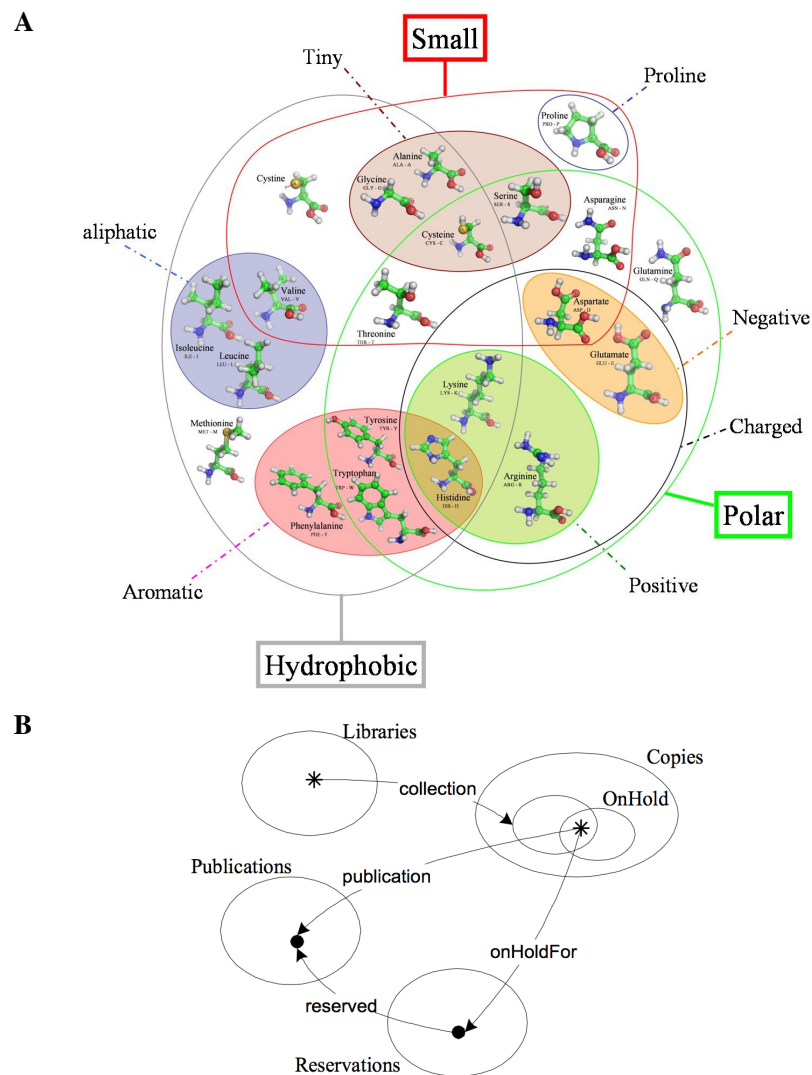 A
Small
Tiny
Proline
Proline
PRO - P
Alanine
ALA - A
Cystine
Glycine
GLY - G
Serine
SER - S
Asparagine
ASN - N
Cysteine
CYS - C
aliphatic
Glutamine
GLN - Q
Valine
VAL - V
Aspartate
ASP - D
Negative
Threonine
THR - T
Isoleucine
ILE - I
Leucine
LEU - L
Glutamate
GLU - E
Lysine
LYS - K
Methionine
MET - M
Tyrosine
TYR - Y
Charged
Tryptophan
TRP - W
Arginine
ARG - R
Histidine
HIS - H
Polar
Phenylalanine
PHE - F
Aromatic
Positive
Hydrophobic
B
Libraries
Copies
collection
OnHold
Publications
publication
onHoldFor
reserved
Reservations